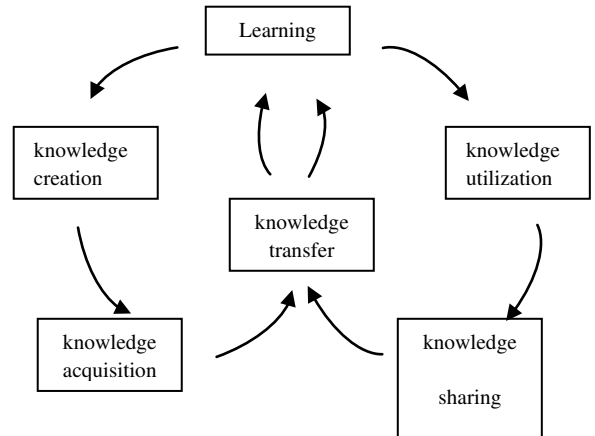 Learning
knowledge
creation
knowledge
utilization
knowledge
transfer
knowledge
acquisition
knowledge
sharing